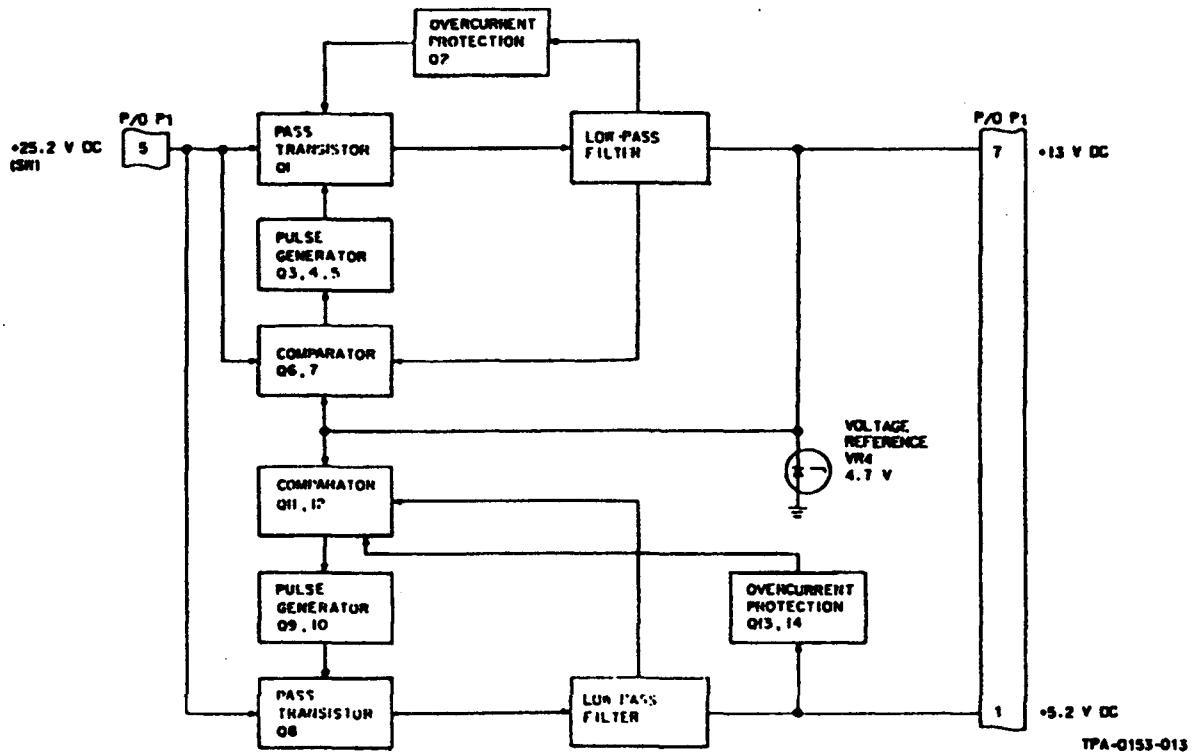 OVERCURRENT
PROTECTION
Q7
P/O P1
+25.2 V DC
(SW)
5
PASS
TRANSISTOR
Q1
LOW-PASS
FILTER
P/O P1
7
+13 V DC
PULSE
GENERATOR
Q3,4,5
COMPARATOR
Q6,7
VOLTAGE
REFERENCE
VR4
4.7 V
COMPARATOR
Q11,12
PULSE
GENERATOR
Q9,10
OVERCURRENT
PROTECTION
Q13,14
PASS
TRANSISTOR
Q8
LOW-PASS
FILTER
1
+5.2 V DC
TPA-0153-013